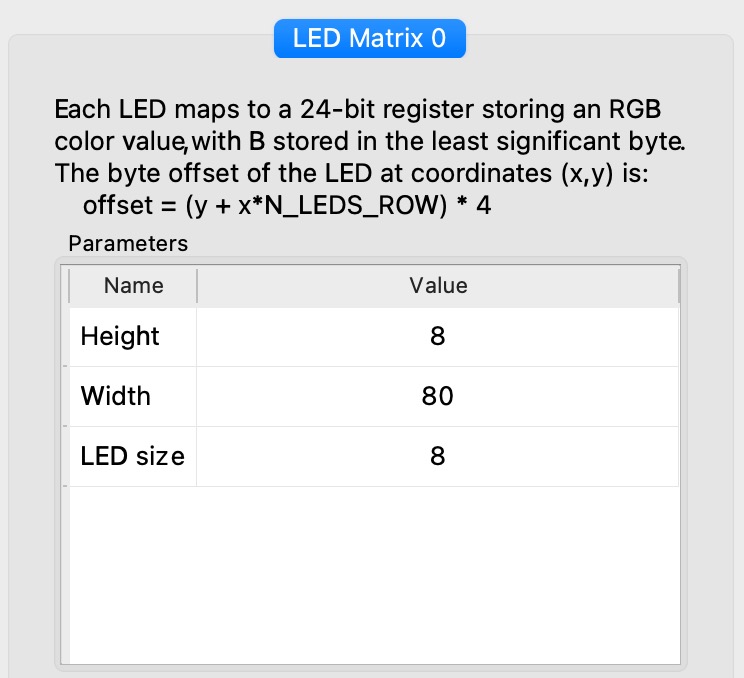 LED Matrix 0
Each LED maps to a 24-bit register storing an RGB
color value,with B stored in the least significant byte.
The byte offset of the LED at coordinates (x,y) is:
offset = (y + x*N_LEDS_ROW) * 4
Parameters
Name Value
Height 8
Width 80
LED size 8